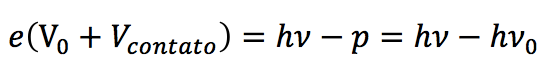 e(V₀ + V_contato) = hν − p = hν − hν₀